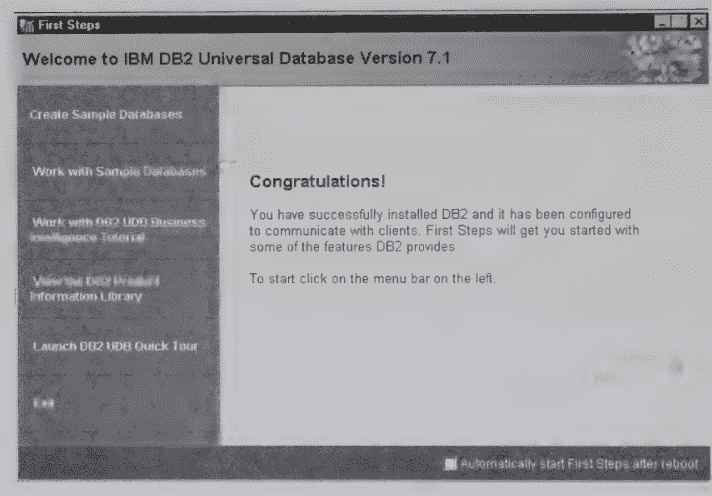 First Steps
Welcome to IBM DB2 Universal Database Version 7.1
Create Sample Databases
Work with Sample Databases
Work with DB2 UDB Business
Intelligence Tutorial
View the DB2 Product
Information Library
Launch DB2 UDB Quick Tour
Exit
Congratulations!
You have successfully installed DB2 and it has been configured
to communicate with clients. First Steps will get you started with
some of the features DB2 provides
To start click on the menu bar on the left.
Automatically start First Steps after reboot